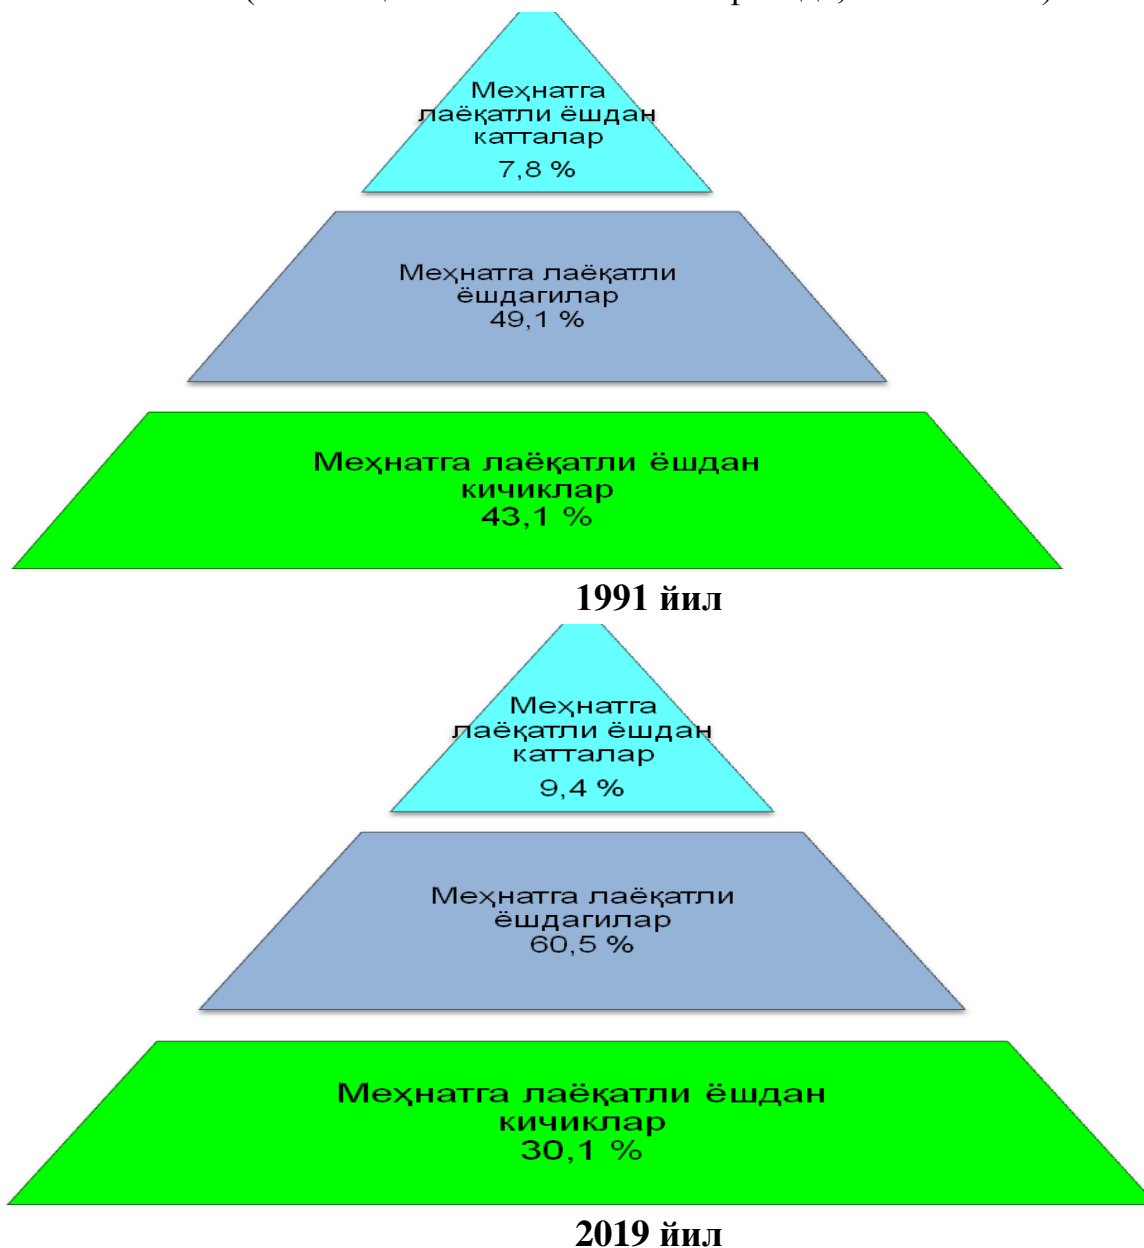 Меҳнатга
лаёқатли ёшдан
катталар
7,8 %
Меҳнатга лаёқатли
ёшдагилар
49,1 %
Меҳнатга лаёқатли ёшдан
кичиклар
43,1 %
1991 йил
Меҳнатга
лаёқатли ёшдан
катталар
9,4 %
Меҳнатга лаёқатли
ёшдагилар
60,5 %
Меҳнатга лаёқатли ёшдан
кичиклар
30,1 %
2019 йил